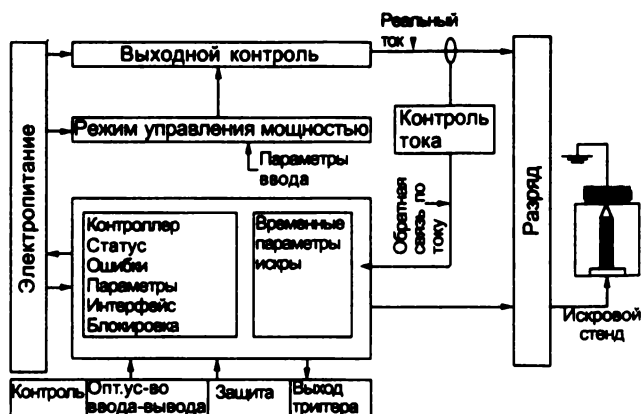 Реальный
ток
Выходной контроль
Режим управления мощностью
Параметры
ввода
Контроль
тока
Обратная
связь по
току
Электропитание
Контроллер
Статус
Ошибки
Параметры
Интерфейс
Блокировка
Временные
параметры
искры
Разряд
Искровой
стенд
Контроль
Опт.ус-во
ввода-вывода
Защита
Выход
триггера